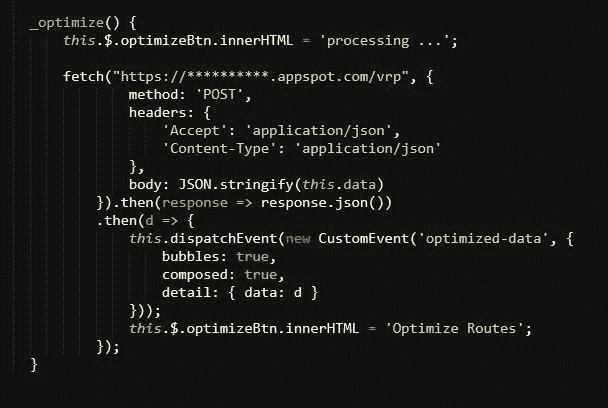 _optimize() {
this.$.optimizeBtn.innerHTML = 'processing ...';
fetch("https://**********.appspot.com/vrp", {
method: 'POST',
headers: {
'Accept': 'application/json',
'Content-Type': 'application/json'
},
body: JSON.stringify(this.data)
}).then(response => response.json())
.then(d => {
this.dispatchEvent(new CustomEvent('optimized-data', {
bubbles: true,
composed: true,
detail: { data: d }
}));
this.$.optimizeBtn.innerHTML = 'Optimize Routes';
});
}